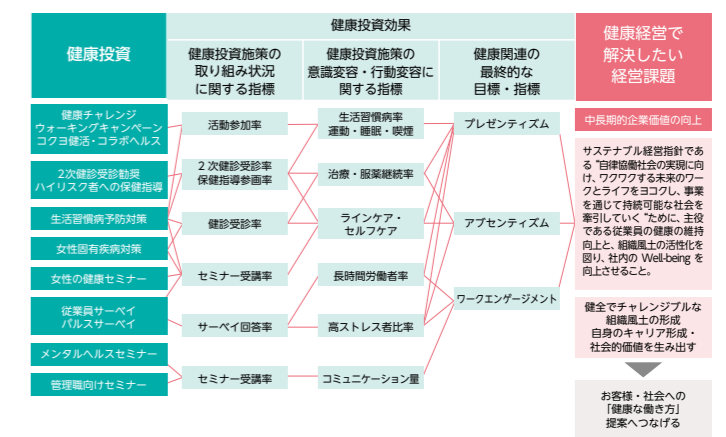 健康投資
健康投資効果
健康投資施策の
取り組み状況
に関する指標
健康投資施策の
意識変容・行動変容に
関する指標
健康関連の
最終的な
目標・指標
健康経営で
解決したい
経営課題
健康チャレンジ
ウォーキングキャンペーン
コクヨ健活・コラボヘルス
2次健診受診勧奨
ハイリスク者への保健指導
生活習慣病予防対策
女性固有疾病対策
女性の健康セミナー
従業員サーベイ
パルスサーベイ
メンタルヘルスセミナー
管理職向けセミナー
活動参加率
2次健診受診率
保健指導参画率
健診受診率
セミナー受講率
サーベイ回答率
セミナー受講率
生活習慣病率
運動・睡眠・喫煙
治療・服薬継続率
ラインケア・
セルフケア
長時間労働者率
高ストレス者比率
コミュニケーション量
プレゼンティズム
アブセンティズム
ワークエンゲージメント
中長期的企業価値の向上
サステナブル経営指針であ
る“自律協働社会の実現に向
け、ワクワクする未来のワー
クとライフをヨコクし、事業
を通じて持続可能な社会を
牽引していく“ために、主役
である従業員の健康の維持
向上と、組織風土の活性化を
図り、社内の Well-being を
向上させること。
健全でチャレンジブルな
組織風土の形成
自身のキャリア形成・
社会的価値を生み出す
お客様・社会への
「健康な働き方」
提案へつなげる